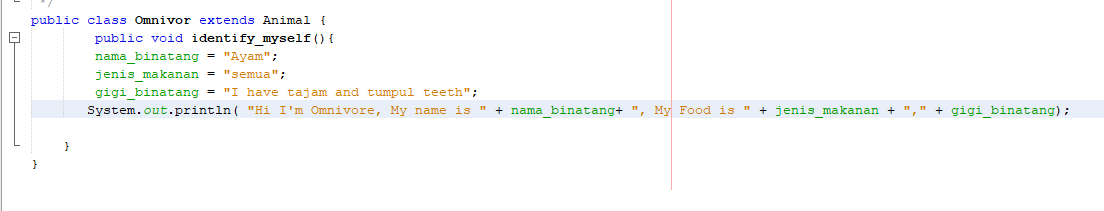 */
public class Omnivor extends Animal {
public void identify_myself(){
nama_binatang = "Ayam";
jenis_makanan = "semua";
gigi_binatang = "I have tajam and tumpul teeth";
System.out.println( "Hi I'm Omnivore, My name is " + nama_binatang+ ", My Food is " + jenis_makanan + "," + gigi_binatang);
}
}